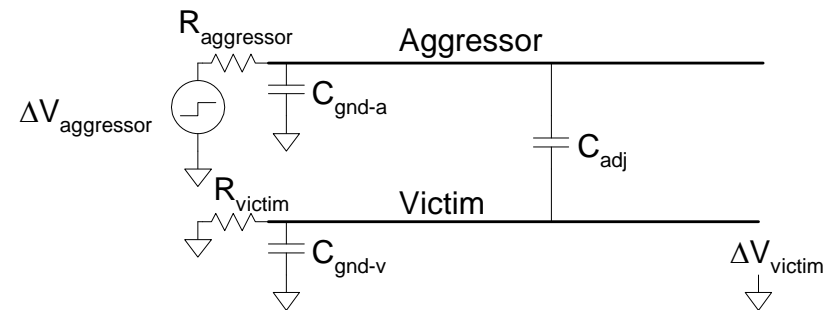 R_aggressor
Aggressor
C_gnd-a
ΔV_aggressor
C_adj
R_victim
Victim
C_gnd-v
ΔV_victim